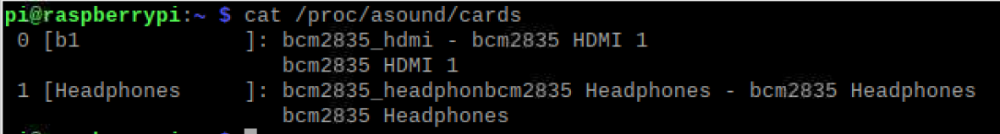 pi@raspberrypi:~ $ cat /proc/asound/cards
 0 [b1             ]: bcm2835_hdmi - bcm2835 HDMI 1
                      bcm2835 HDMI 1
 1 [Headphones     ]: bcm2835_headphonbcm2835 Headphones - bcm2835 Headphones
                      bcm2835 Headphones